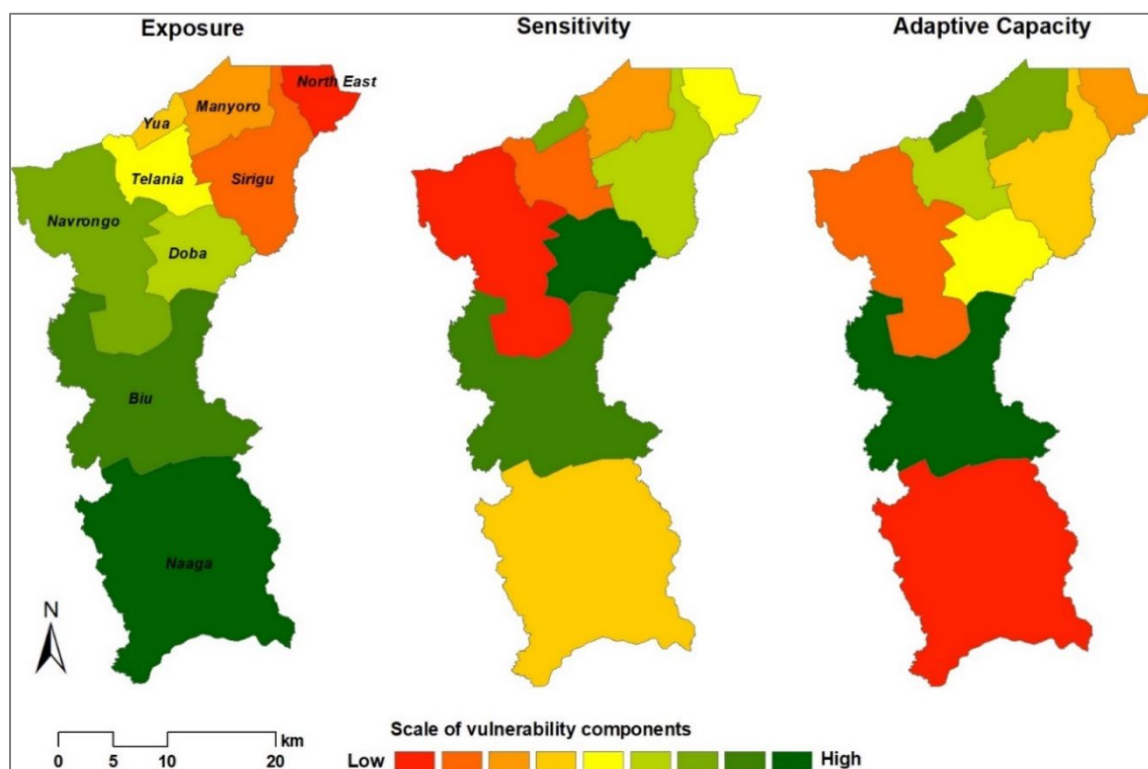 Exposure
Sensitivity
Adaptive Capacity
North East
Manyoro
Yua
Telania
Sirigu
Navrongo
Doba
Biu
Naaga
N
Scale of vulnerability components
km
Low
High
0 5 10 20